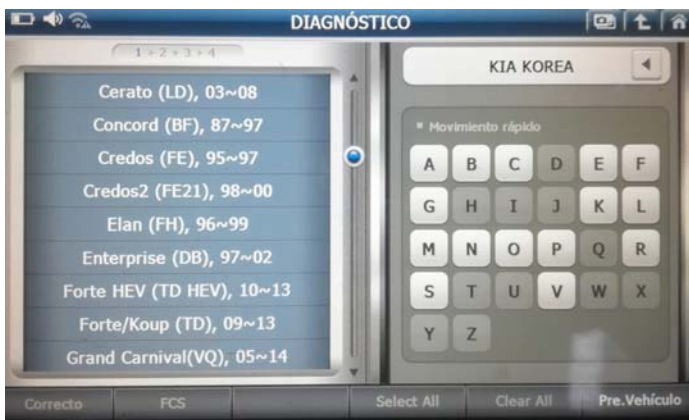 DIAGNÓSTICO
1 > 2 > 3 > 4
Cerato (LD), 03~08
Concord (BF), 87~97
Credos (FE), 95~97
Credos2 (FE21), 98~00
Elan (FH), 96~99
Enterprise (DB), 97~02
Forte HEV (TD HEV), 10~13
Forte/Koup (TD), 09~13
Grand Carnival(VQ), 05~14
KIA KOREA
Movimiento rápido
A B C D E F
G H I J K L
M N O P Q R
S T U V W X
Y Z
Correcto FCS Select All Clear All Pre.Vehículo